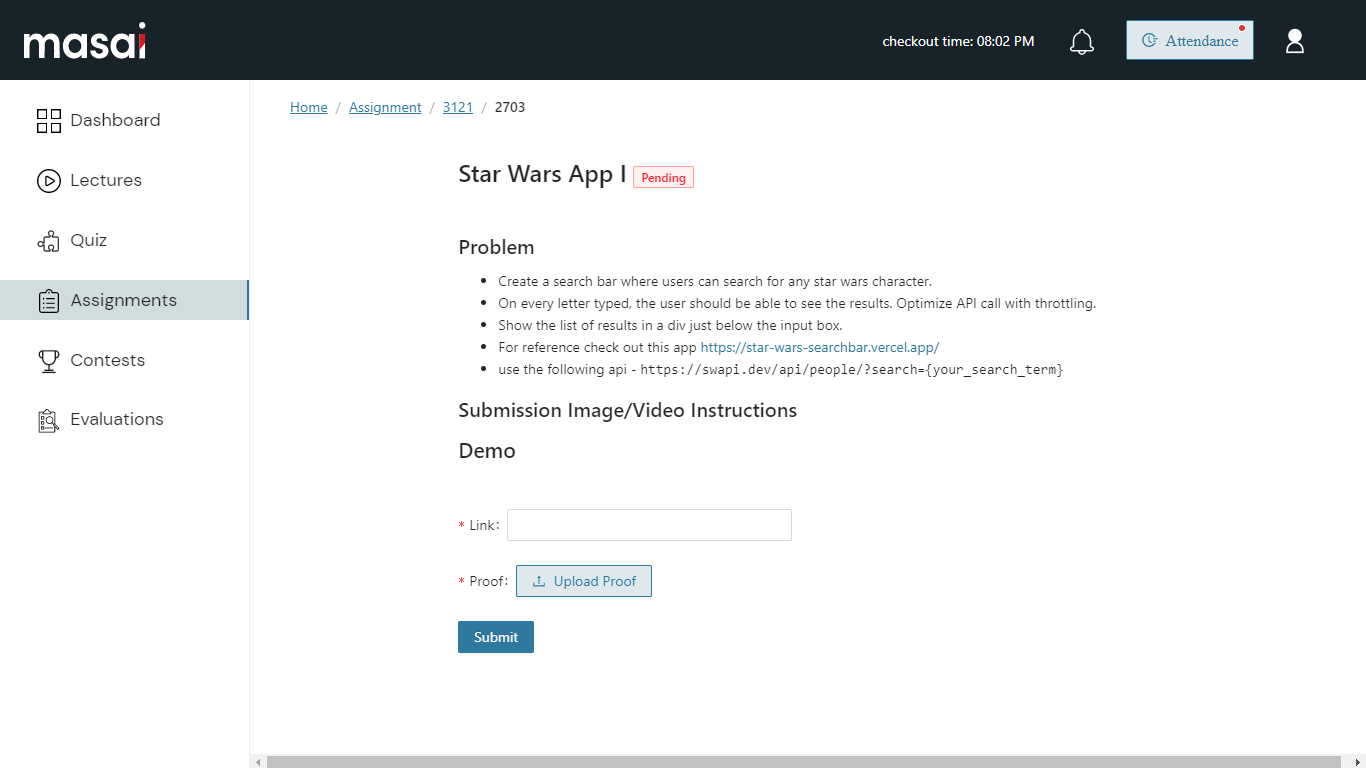 masai
checkout time: 08:02 PM
Attendance
Dashboard
Lectures
Quiz
Assignments
Contests
Evaluations
Home / Assignment / 3121 / 2703
Star Wars App I Pending
Problem
• Create a search bar where users can search for any star wars character.
• On every letter typed, the user should be able to see the results. Optimize API call with throttling.
• Show the list of results in a div just below the input box.
• For reference check out this app https://star-wars-searchbar.vercel.app/
• use the following api - https://swapi.dev/api/people/?search={your_search_term}
Submission Image/Video Instructions
Demo
* Link:
* Proof: Upload Proof
Submit